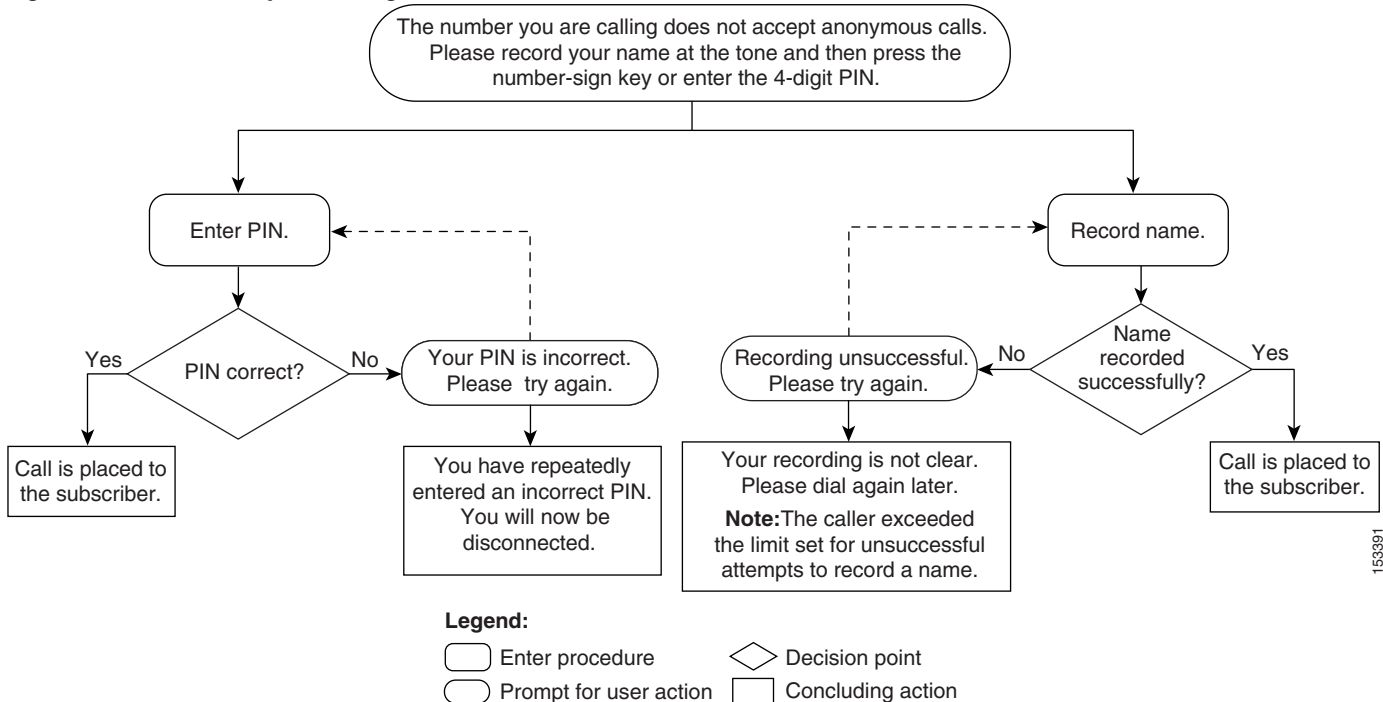 The number you are calling does not accept anonymous calls.
Please record your name at the tone and then press the
number-sign key or enter the 4-digit PIN.
Enter PIN.
Record name.
PIN correct?
Yes
No
Your PIN is incorrect.
Please try again.
Recording unsuccessful.
Please try again.
No
Name
recorded
successfully?
Yes
Call is placed to
the subscriber.
You have repeatedly
entered an incorrect PIN.
You will now be
disconnected.
Your recording is not clear.
Please dial again later.
Note:The caller exceeded
the limit set for unsuccessful
attempts to record a name.
Call is placed to
the subscriber.
153391
Legend:
Enter procedure
Decision point
Prompt for user action
Concluding action